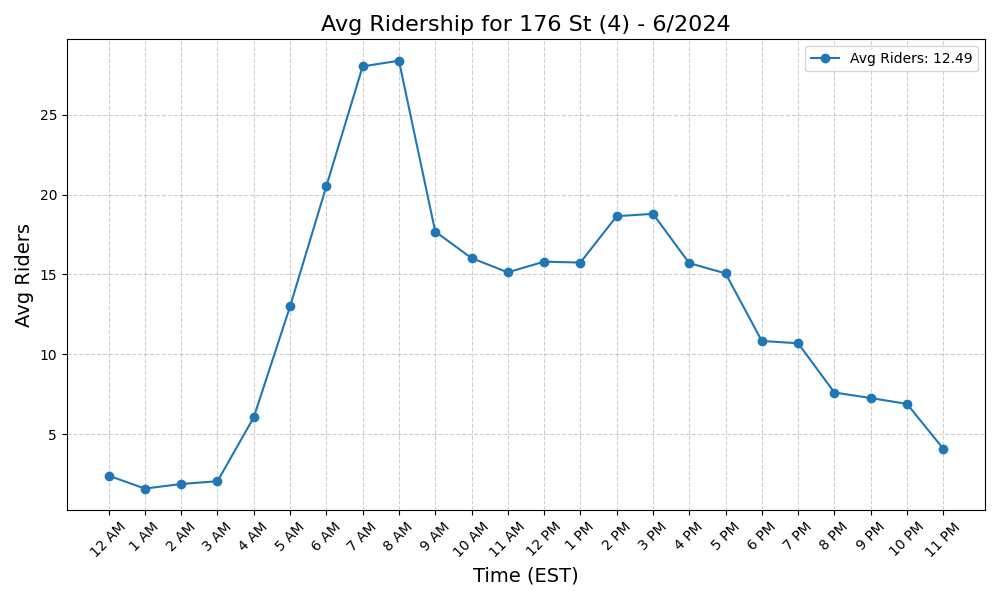 Avg Ridership for 176 St (4) - 6/2024
Avg Riders: 12.49
Avg Riders
25
20
15
10
5
12 AM
1 AM
2 AM
3 AM
4 AM
5 AM
6 AM
7 AM
8 AM
9 AM
10 AM
11 AM
12 PM
1 PM
2 PM
3 PM
4 PM
5 PM
6 PM
7 PM
8 PM
9 PM
10 PM
11 PM
Time (EST)